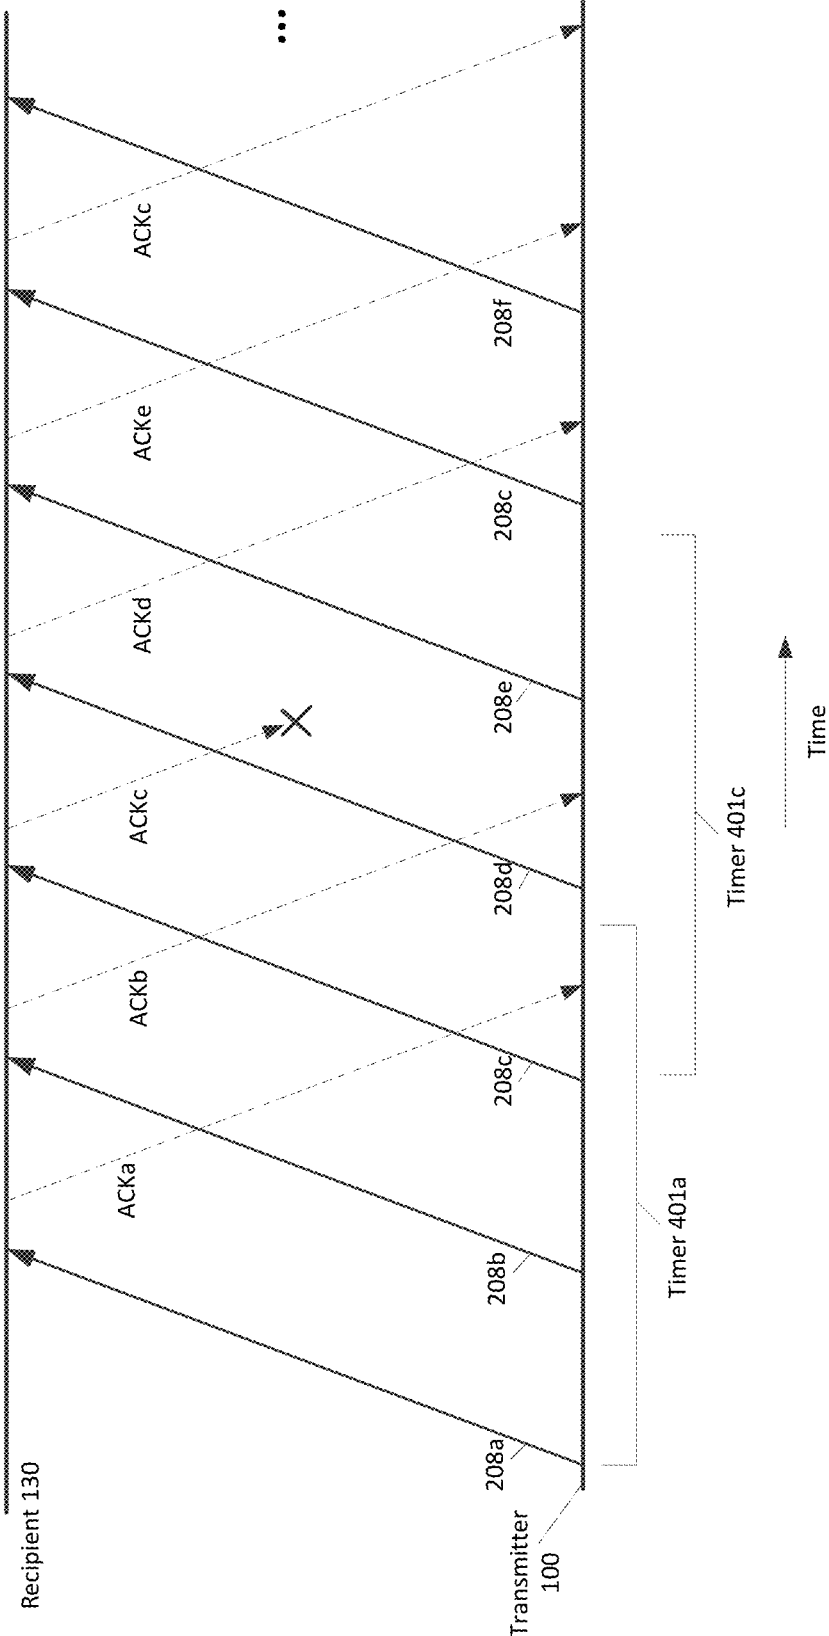 Recipient 130
ACKa
ACKb
ACKc
ACKd
ACKe
ACKc
...
208a
208b
208c
208d
208e
208c
208f
Transmitter
100
Timer 401a
Timer 401c
Time